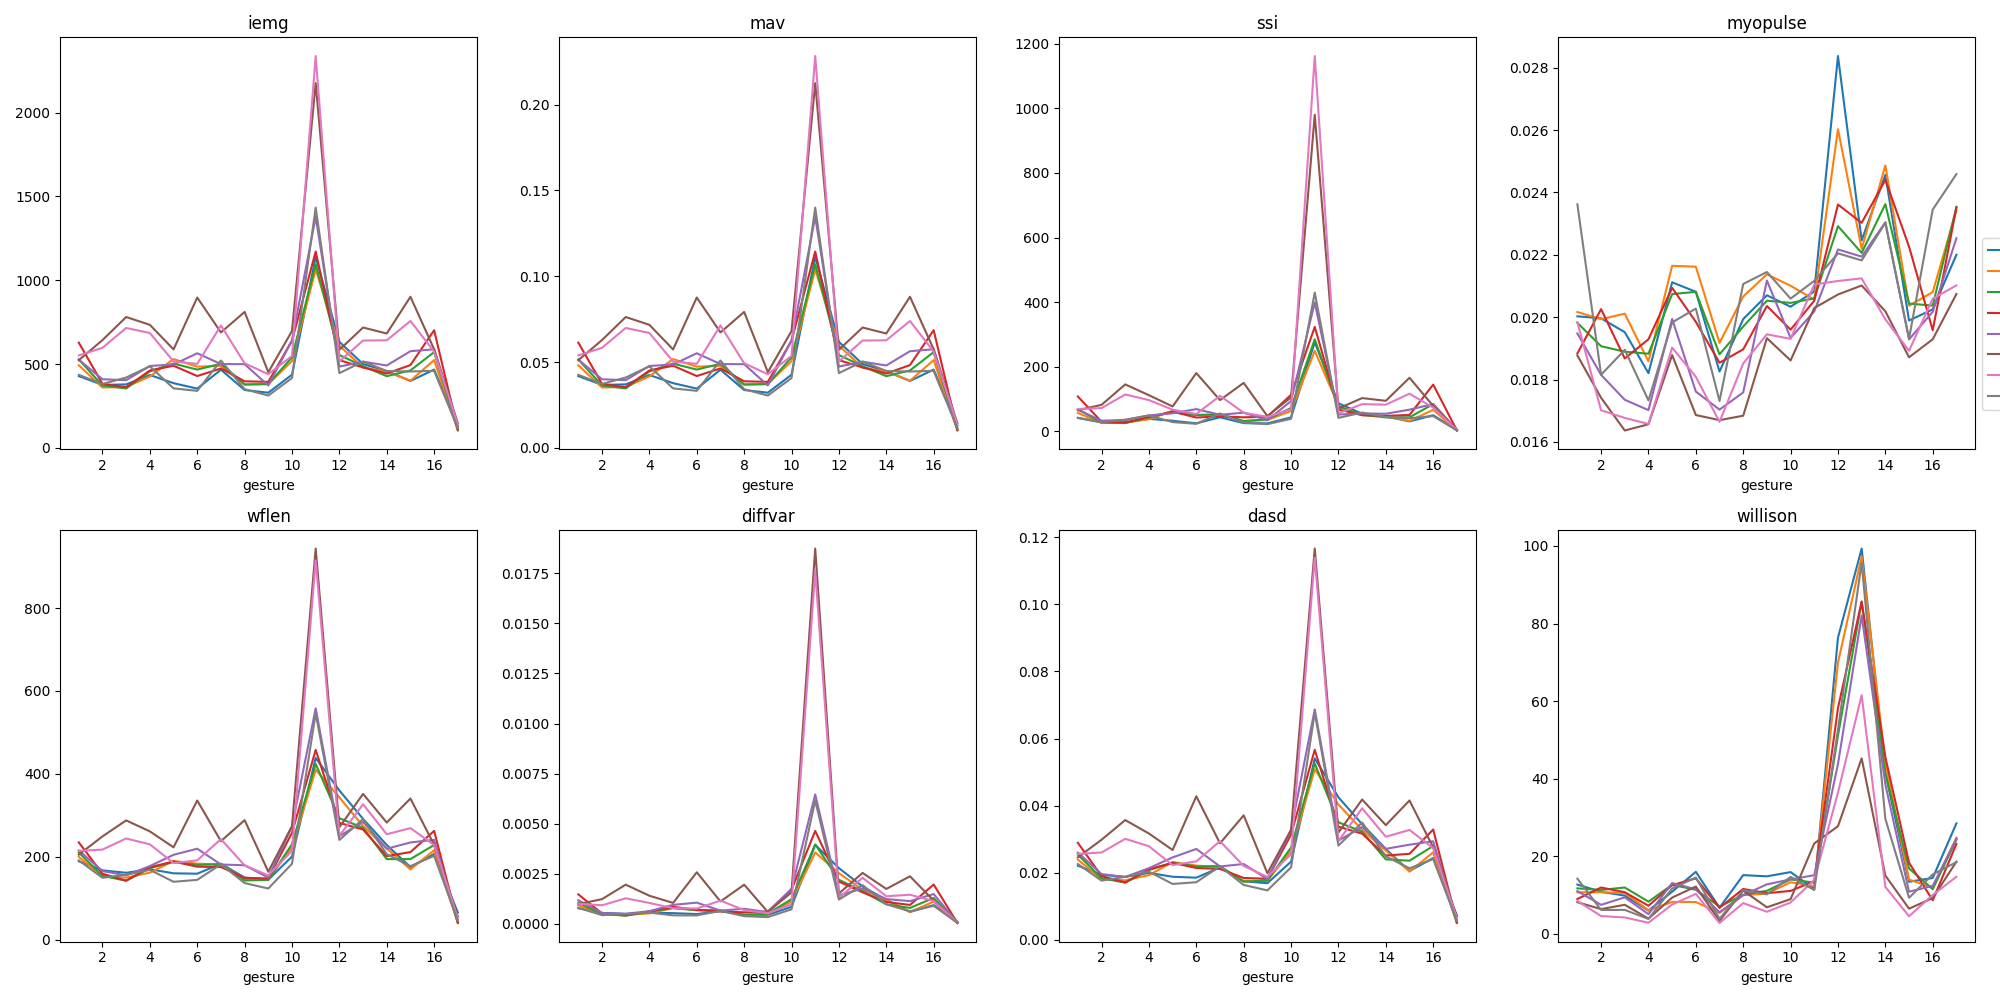 iemg
2000
1500
1000
500
0
2 4 6 8 10 12 14 16
gesture
mav
0.20
0.15
0.10
0.05
0.00
2 4 6 8 10 12 14 16
gesture
ssi
1200
1000
800
600
400
200
0
2 4 6 8 10 12 14 16
gesture
myopulse
0.028
0.026
0.024
0.022
0.020
0.018
0.016
2 4 6 8 10 12 14 16
gesture
wflen
800
600
400
200
0
2 4 6 8 10 12 14 16
gesture
diffvar
0.0175
0.0150
0.0125
0.0100
0.0075
0.0050
0.0025
0.0000
2 4 6 8 10 12 14 16
gesture
dasd
0.12
0.10
0.08
0.06
0.04
0.02
0.00
2 4 6 8 10 12 14 16
gesture
willison
100
80
60
40
20
0
2 4 6 8 10 12 14 16
gesture